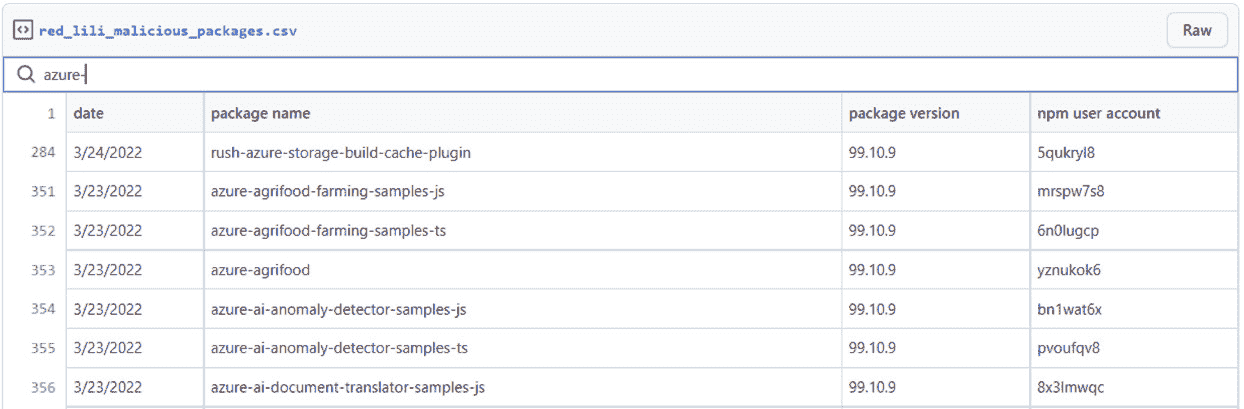 red_lili_malicious_packages.csv
Raw
azure-
1 date package name package version npm user account
284 3/24/2022 rush-azure-storage-build-cache-plugin 99.10.9 5qukryl8
351 3/23/2022 azure-agrifood-farming-samples-js 99.10.9 mrspw7s8
352 3/23/2022 azure-agrifood-farming-samples-ts 99.10.9 6n0lugcp
353 3/23/2022 azure-agrifood 99.10.9 yznukok6
354 3/23/2022 azure-ai-anomaly-detector-samples-js 99.10.9 bn1wat6x
355 3/23/2022 azure-ai-anomaly-detector-samples-ts 99.10.9 pvoufqv8
356 3/23/2022 azure-ai-document-translator-samples-js 99.10.9 8x3lmwqc